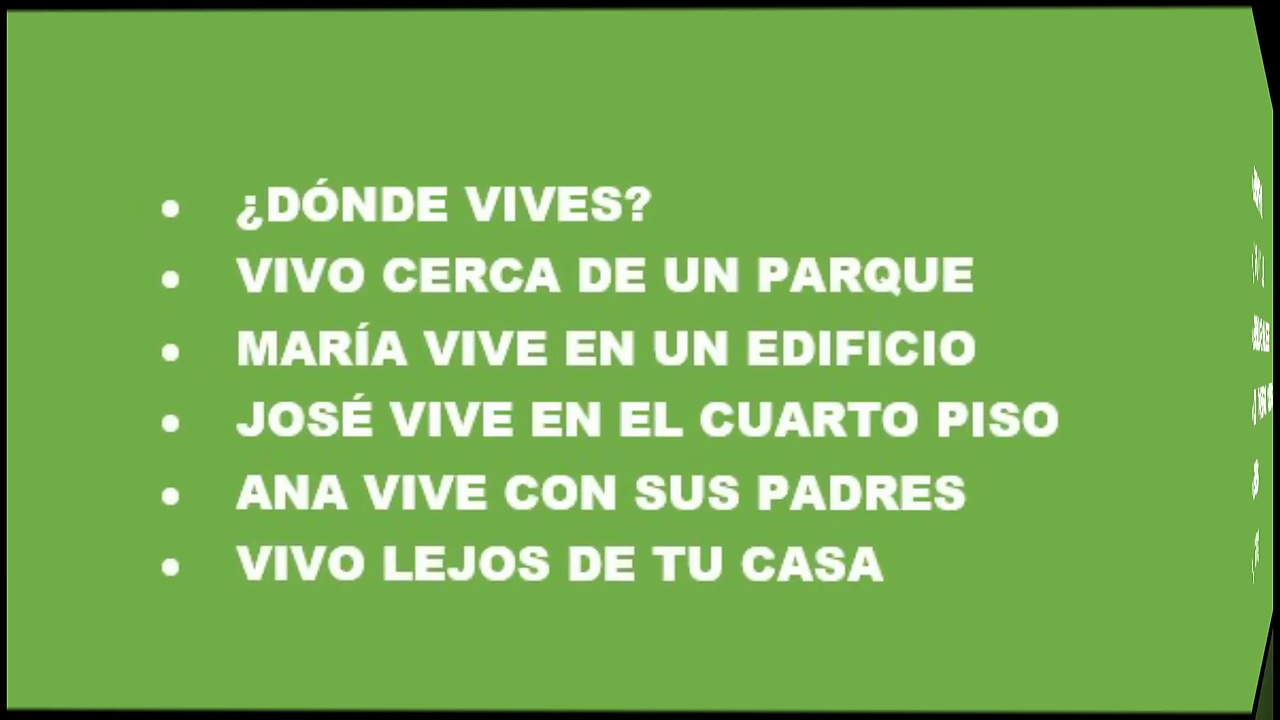 • ¿DÓNDE VIVES?
• VIVO CERCA DE UN PARQUE
• MARÍA VIVE EN UN EDIFICIO
• JOSÉ VIVE EN EL CUARTO PISO
• ANA VIVE CON SUS PADRES
• VIVO LEJOS DE TU CASA